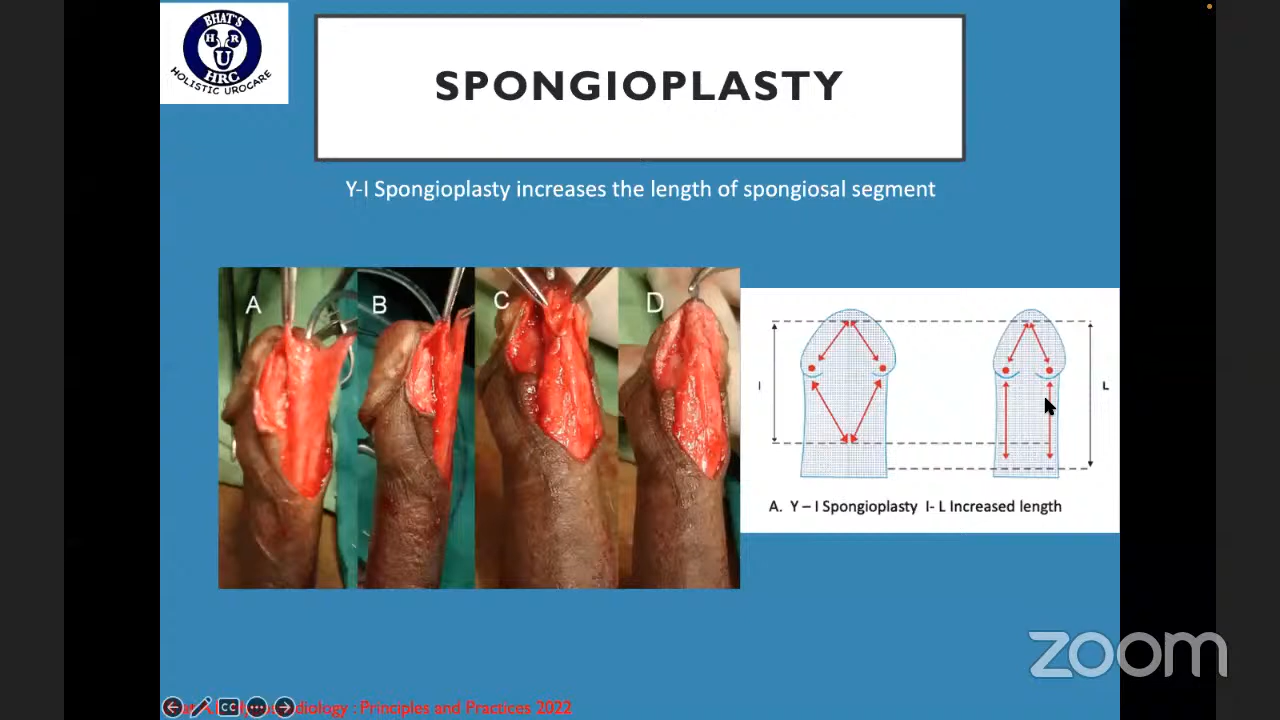 BHAT'S
H R
U
HRC
HOLISTIC UROCARE
SPONGIOPLASTY
Y-I Spongioplasty increases the length of spongiosal segment
A B C D
I L
A. Y – I Spongioplasty I- L Increased length
zoom
CC
: Principles and Practices 2022